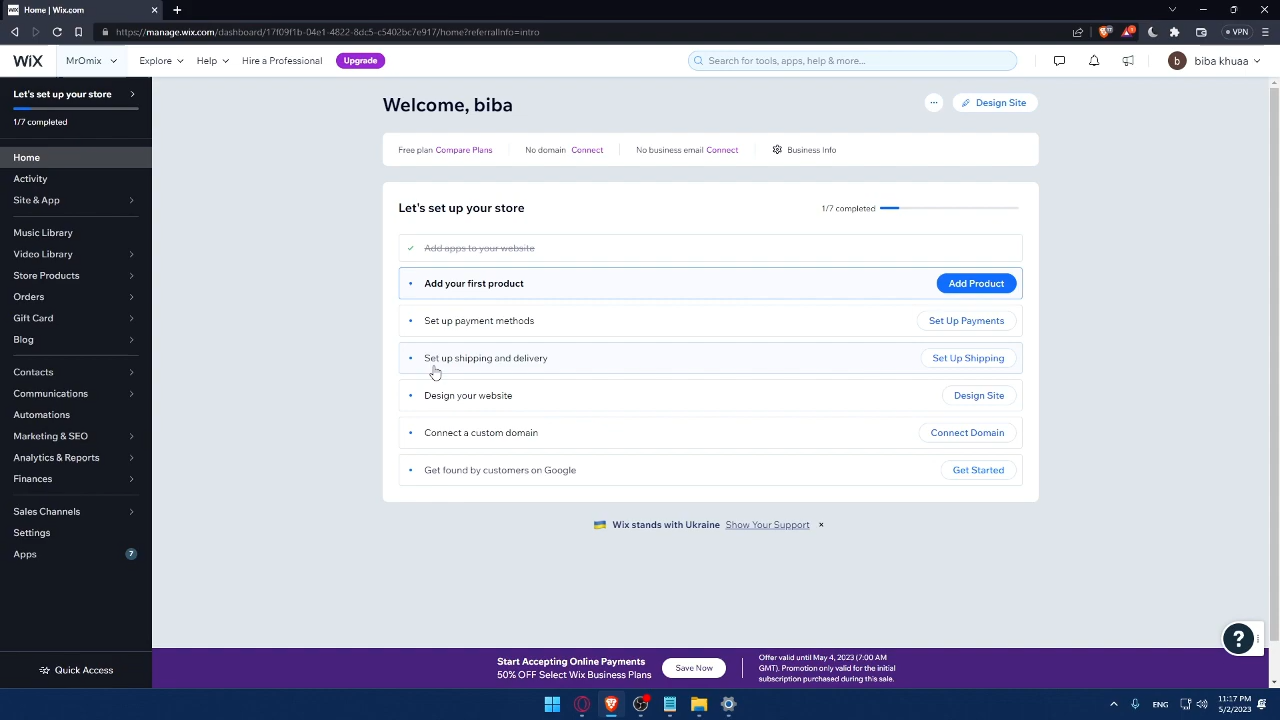 Home | Wix.com
https://manage.wix.com/dashboard/17f09f1b-04e1-4822-8dc5-c5402bc7e917/home?referralInfo=intro
VPN
WiX
MrOmix
Explore
Help
Hire a Professional
Upgrade
Search for tools, apps, help & more...
b
biba khuaa
Let's set up your store
1/7 completed
Home
Activity
Site & App
Music Library
Video Library
Store Products
Orders
Gift Card
Blog
Contacts
Communications
Automations
Marketing & SEO
Analytics & Reports
Finances
Sales Channels
Settings
Apps
7
Quick Access
Welcome, biba
Design Site
Free plan Compare Plans
No domain Connect
No business email Connect
Business Info
Let's set up your store
1/7 completed
Add apps to your website
Add your first product
Add Product
Set up payment methods
Set Up Payments
Set up shipping and delivery
Set Up Shipping
Design your website
Design Site
Connect a custom domain
Connect Domain
Get found by customers on Google
Get Started
Wix stands with Ukraine Show Your Support
?
Start Accepting Online Payments
50% OFF Select Wix Business Plans
Save Now
Offer valid until May 4, 2023 (7:00 AM
GMT). Promotion only valid for the initial
subscription purchased during this sale.
ENG
11:17 PM
5/2/2023